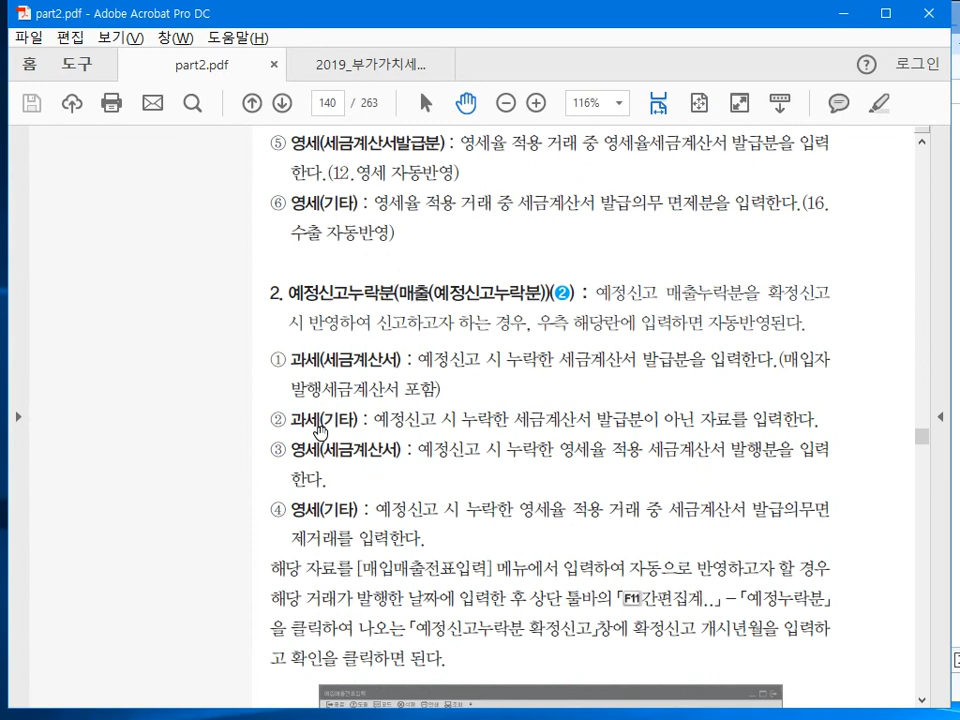 part2.pdf - Adobe Acrobat Pro DC
파일 편집 보기(V) 창(W) 도움말(H)
홈 도구 part2.pdf × 2019_부가가치세... ? 로그인
140 / 263 116%
⑤ 영세(세금계산서발급분) : 영세율 적용 거래 중 영세율세금계산서 발급분을 입력
한다.(12.영세 자동반영)
⑥ 영세(기타) : 영세율 적용 거래 중 세금계산서 발급의무 면제분을 입력한다.(16.
수출 자동반영)
2. 예정신고누락분(매출(예정신고누락분))(❷) : 예정신고 매출누락분을 확정신고
시 반영하여 신고하고자 하는 경우, 우측 해당란에 입력하면 자동반영된다.
① 과세(세금계산서) : 예정신고 시 누락한 세금계산서 발급분을 입력한다.(매입자
발행세금계산서 포함)
② 과세(기타) : 예정신고 시 누락한 세금계산서 발급분이 아닌 자료를 입력한다.
③ 영세(세금계산서) : 예정신고 시 누락한 영세율 적용 세금계산서 발행분을 입력
한다.
④ 영세(기타) : 예정신고 시 누락한 영세율 적용 거래 중 세금계산서 발급의무면
제거래를 입력한다.
해당 자료를 [매입매출전표입력] 메뉴에서 입력하여 자동으로 반영하고자 할 경우
해당 거래가 발행한 날짜에 입력한 후 상단 툴바의 「F11간편집계..」 – 「예정누락분」
을 클릭하여 나오는 「예정신고누락분 확정신고」창에 확정신고 개시년월을 입력하
고 확인을 클릭하면 된다.
매입매출전표입력